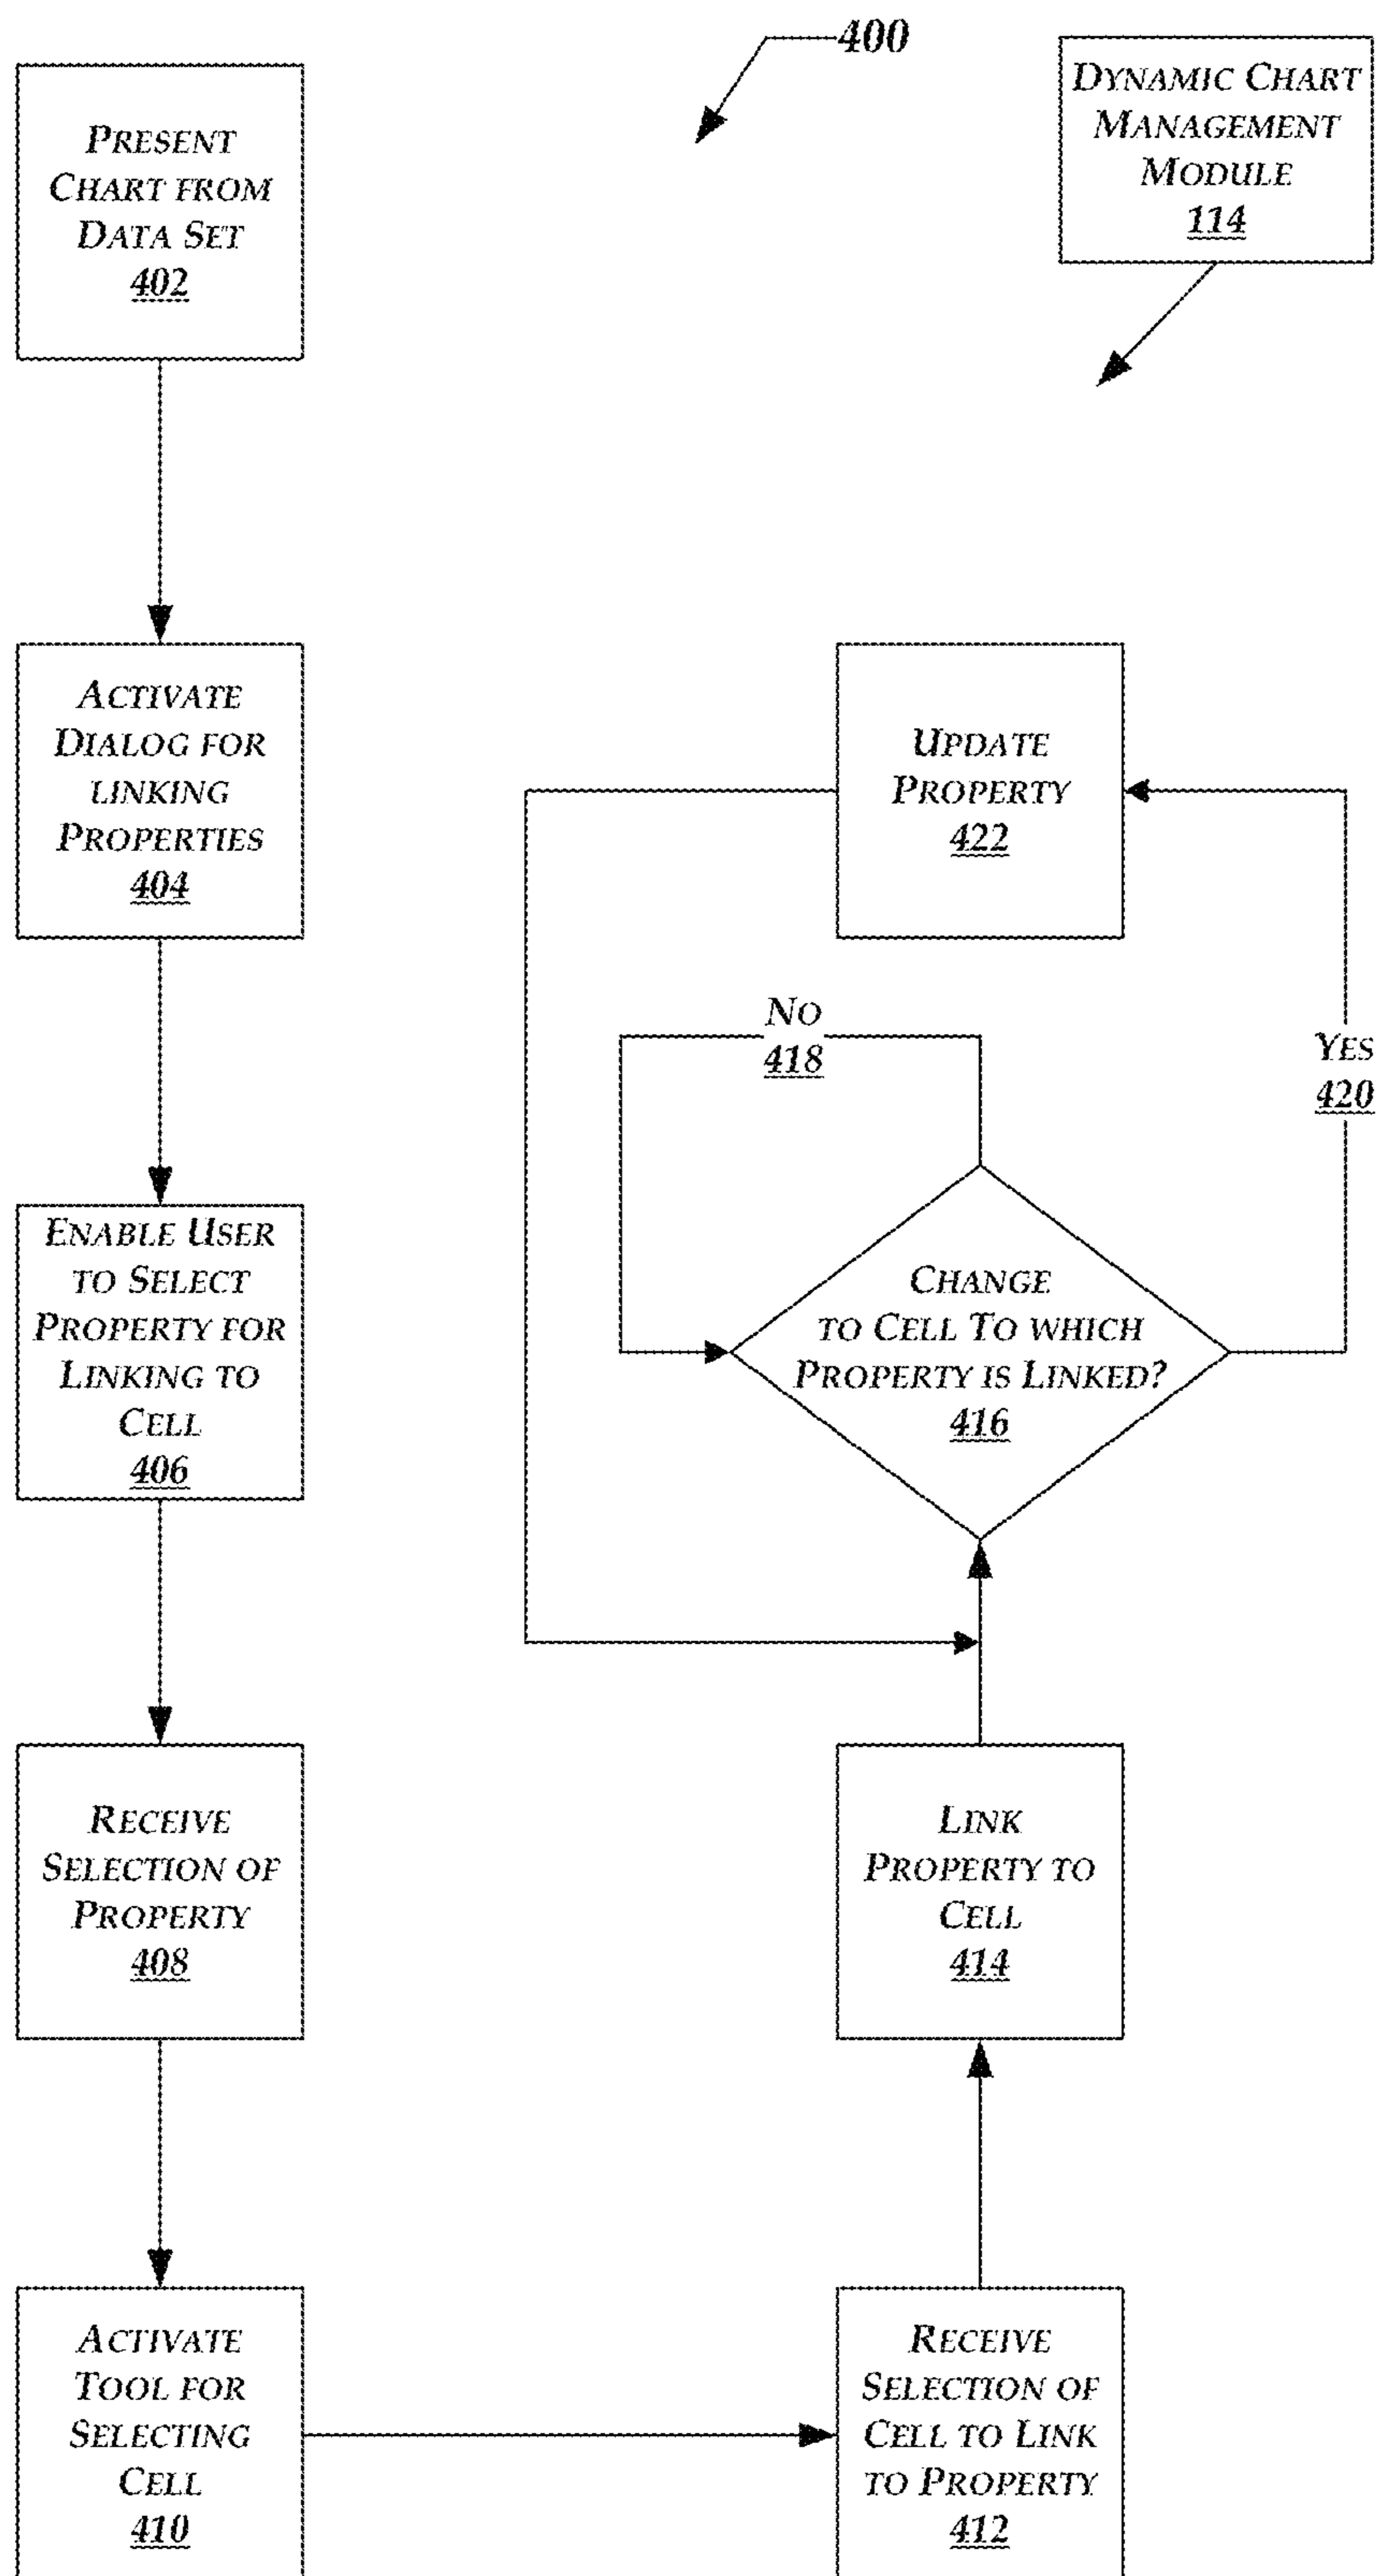 400
DYNAMIC CHART
MANAGEMENT
MODULE
114
PRESENT
CHART FROM
DATA SET
402
ACTIVATE
DIALOG FOR
LINKING
PROPERTIES
404
ENABLE USER
TO SELECT
PROPERTY FOR
LINKING TO
CELL
406
RECEIVE
SELECTION OF
PROPERTY
408
ACTIVATE
TOOL FOR
SELECTING
CELL
410
RECEIVE
SELECTION OF
CELL TO LINK
TO PROPERTY
412
LINK
PROPERTY TO
CELL
414
CHANGE
TO CELL TO WHICH
PROPERTY IS LINKED?
416
NO
418
YES
420
UPDATE
PROPERTY
422